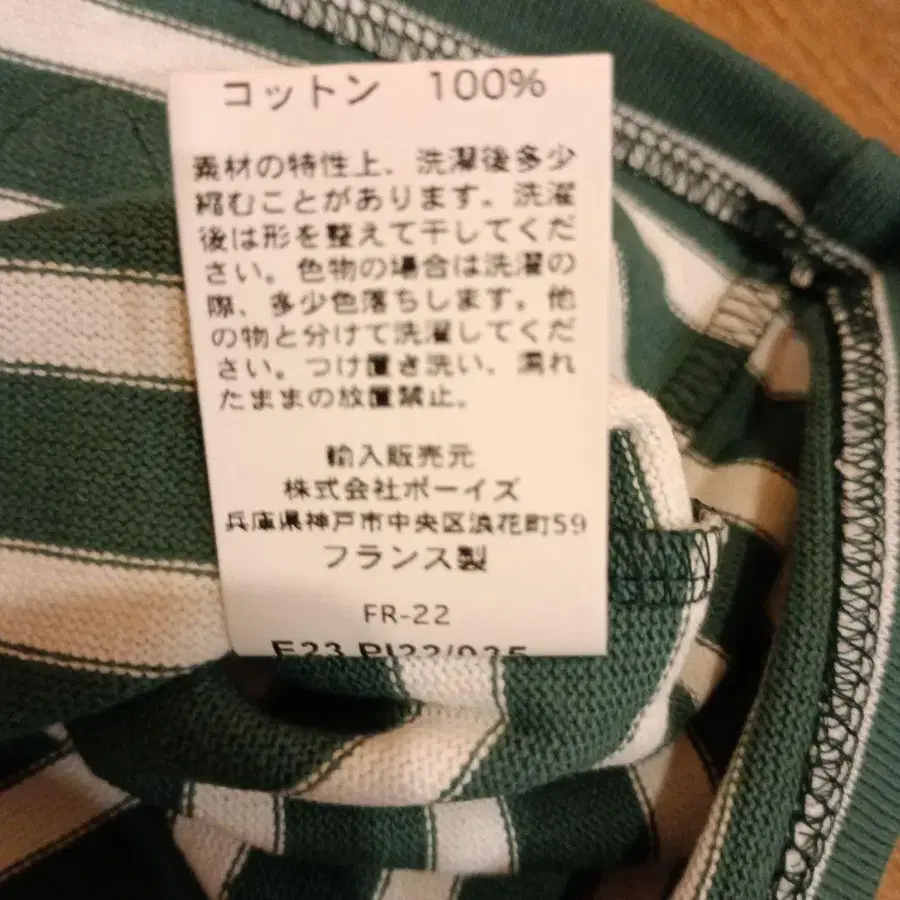 コットン 100%
素材の特性上、洗濯後多少
縮むことがあります。洗濯
後は形を整えて干してくだ
さい。色物の場合は洗濯の
際、多少色落ちします。他
の物と分けて洗濯してくだ
さい。つけ置き洗い、濡れ
たままの放置禁止。
輸入販売元
株式会社ボーイズ
兵庫県神戸市中央区浪花町59
フランス製
FR-22